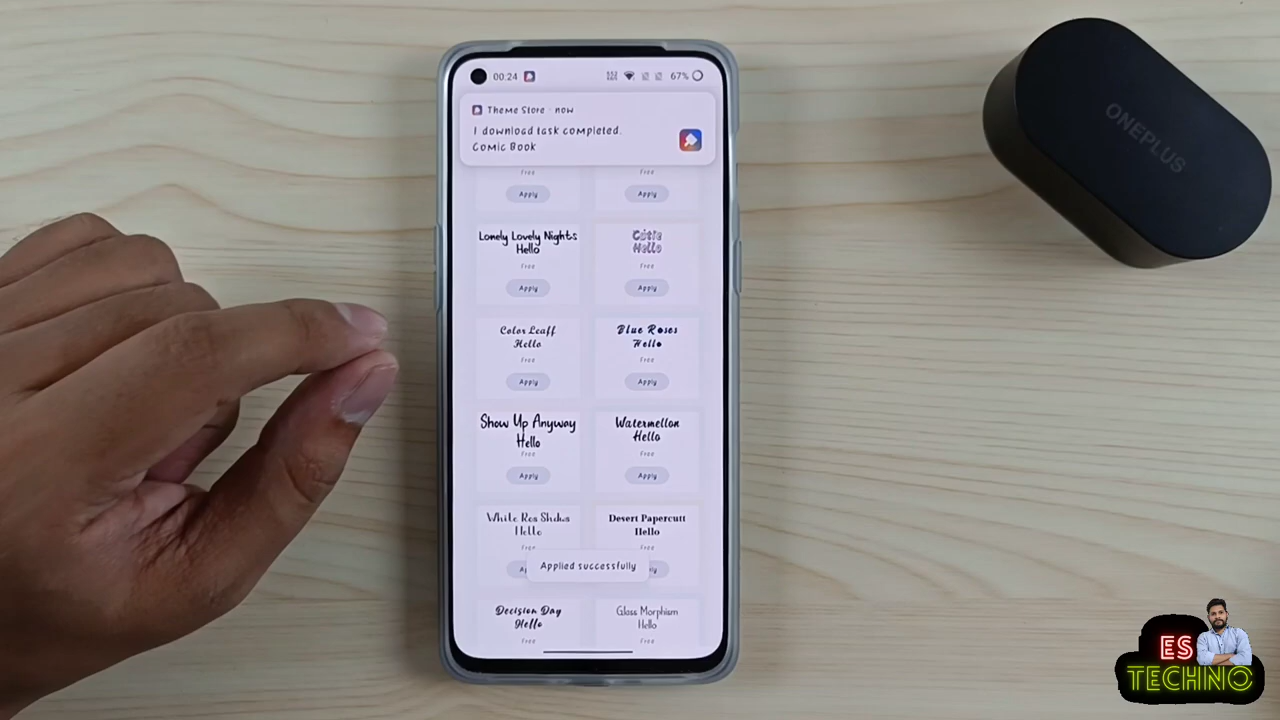 00:24
67%
Theme Store · now
1 download task completed.
Comic Book
Free
Free
Apply
Apply
Lonely Lovely Nights
Hello
Free
Apply
Cutie
Hello
Free
Apply
Color Leaff
Hello
Free
Apply
Blue Roses
Hello
Free
Apply
Show Up Anyway
Hello
Free
Apply
Watermellon
Hello
Free
Apply
White Ros
Hello
Free
Desert Papercutt
Hello
Free
Applied successfully
Decision Day
Hello
Free
Glass Morphism
Hello
Free
ONEPLUS
ES
TECHNO